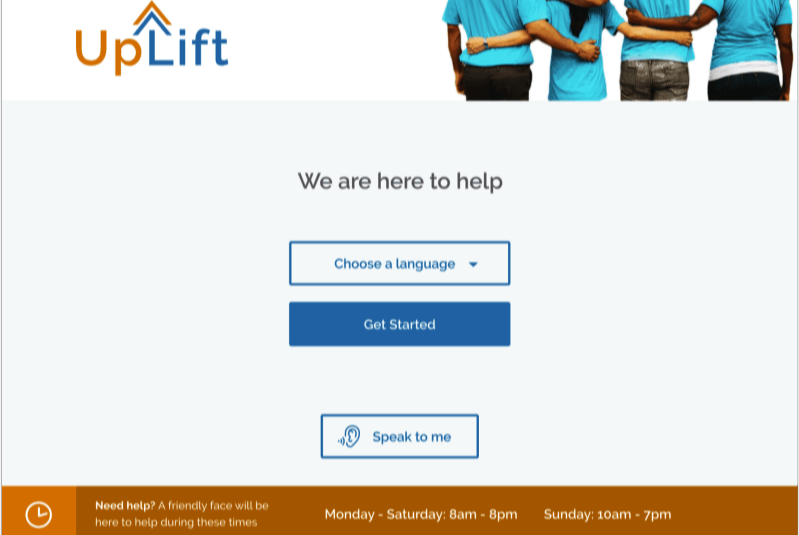 UpLift
We are here to help
Choose a language
Get Started
Speak to me
Need help? A friendly face will be
here to help during these times
Monday - Saturday: 8am - 8pm
Sunday: 10am - 7pm